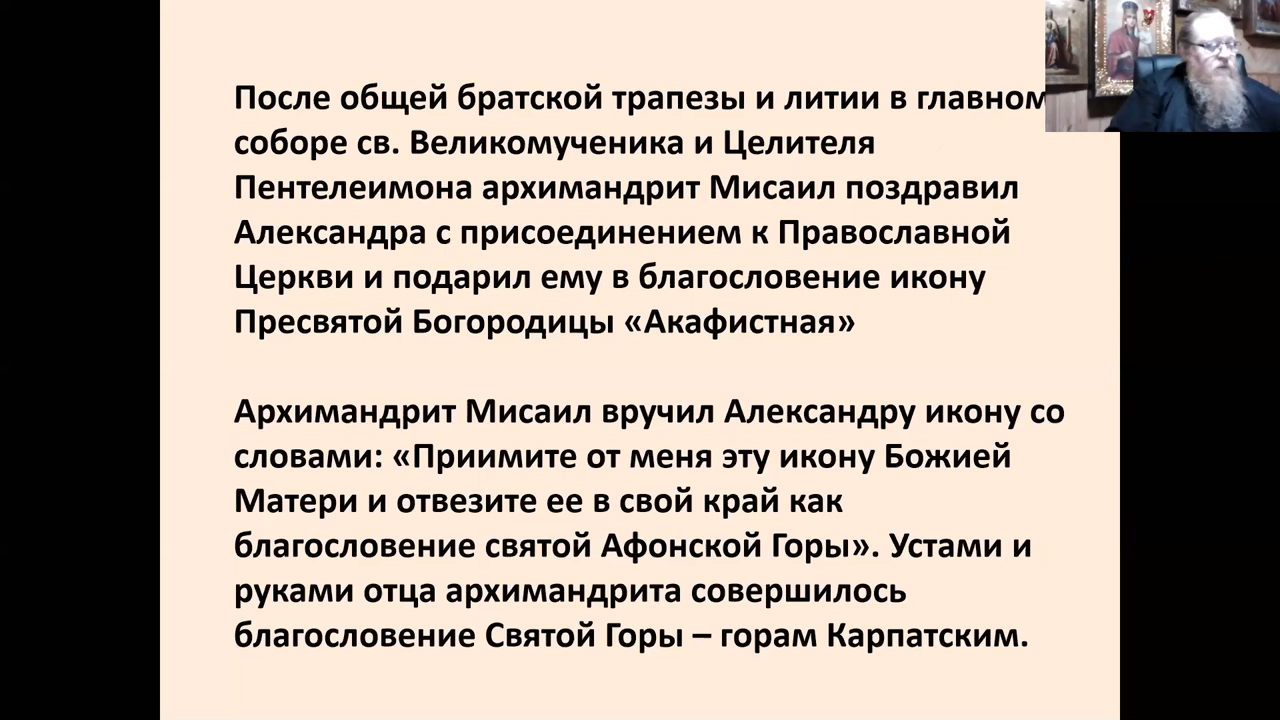 После общей братской трапезы и литии в главном
соборе св. Великомученика и Целителя
Пентелеимона архимандрит Мисаил поздравил
Александра с присоединением к Православной
Церкви и подарил ему в благословение икону
Пресвятой Богородицы «Акафистная»
Архимандрит Мисаил вручил Александру икону со
словами: «Приимите от меня эту икону Божией
Матери и отвезите ее в свой край как
благословение святой Афонской Горы». Устами и
руками отца архимандрита совершилось
благословение Святой Горы – горам Карпатским.